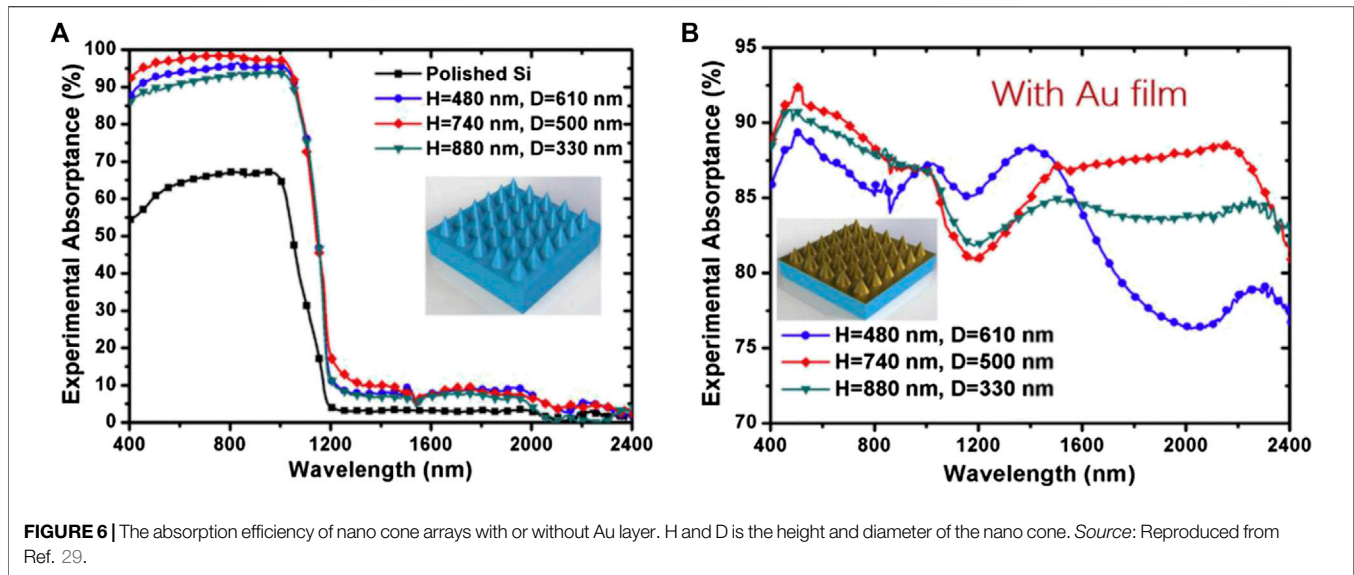 A
100
90
80
70
60
50
40
30
20
10
0
Experimental Absorptance (%)
Polished Si
H=480 nm, D=610 nm
H=740 nm, D=500 nm
H=880 nm, D=330 nm
400 800 1200 1600 2000 2400
Wavelength (nm)
B
95
90
85
80
75
70
Experimental Absorptance (%)
With Au film
H=480 nm, D=610 nm
H=740 nm, D=500 nm
H=880 nm, D=330 nm
400 800 1200 1600 2000 2400
Wavelength (nm)
FIGURE 6 | The absorption efficiency of nano cone arrays with or without Au layer. H and D is the height and diameter of the nano cone. Source: Reproduced from
Ref. 29.